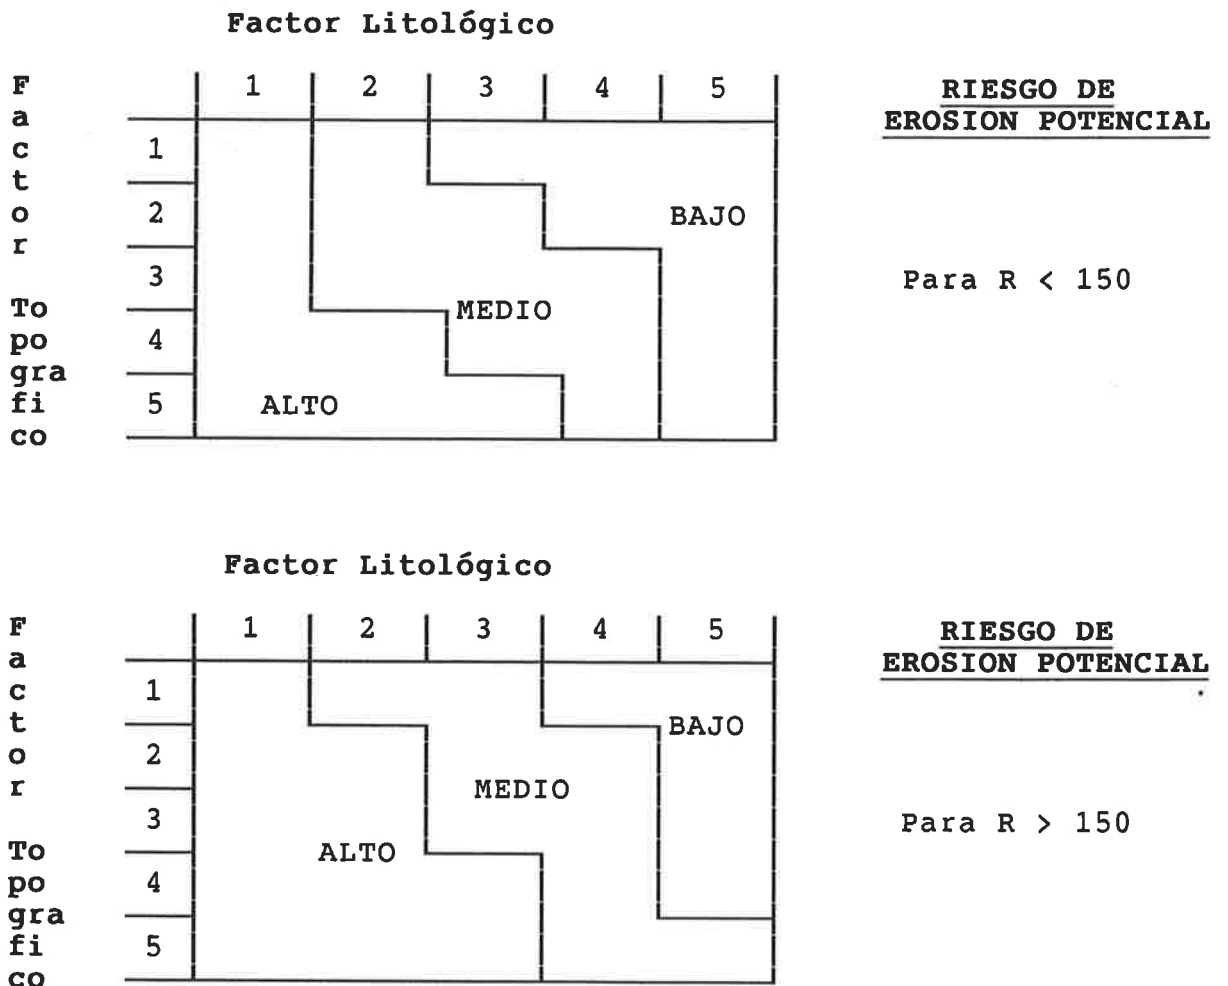 Factor Litológico
F 1 2 3 4 5 RIESGO DE
a EROSION POTENCIAL
c 1
t
o 2 BAJO
r
3 Para R < 150
To MEDIO
po 4
gra
fi 5 ALTO
co
Factor Litológico
F 1 2 3 4 5 RIESGO DE
a EROSION POTENCIAL
c 1
t BAJO
o 2
r MEDIO
3 Para R > 150
To ALTO
po 4
gra
fi 5
co